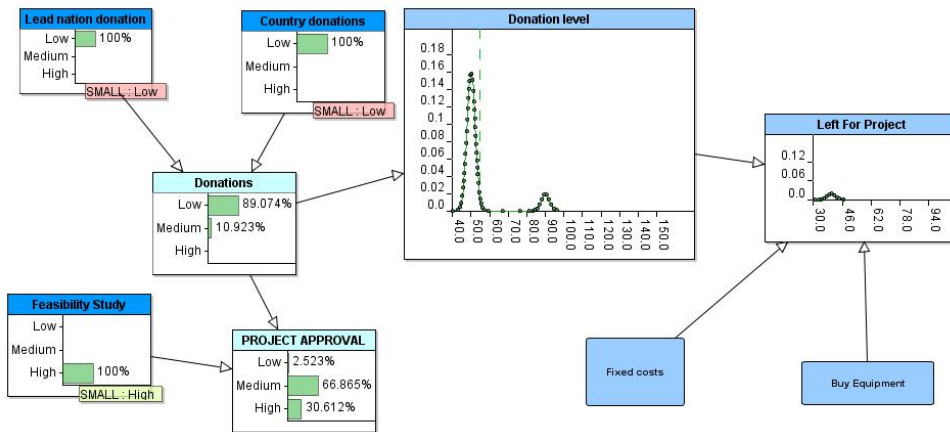 Lead nation donation
Low 100%
Medium
High
SMALL : Low
Country donations
Low 100%
Medium
High
SMALL : Low
Donation level
0.18
0.16
0.14
0.12
0.10
0.08
0.06
0.04
0.02
0.0
40.0 50.0 60.0 70.0 80.0 90.0 100.0 110.0 120.0 130.0 140.0 150.0
Left For Project
0.12
0.06
0.0
30.0 46.0 62.0 78.0 94.0
Donations
Low 89.074%
Medium 10.923%
High
Feasibility Study
Low
Medium
High 100%
SMALL : High
PROJECT APPROVAL
Low 2.523%
Medium 66.865%
High 30.612%
Fixed costs
Buy Equipment